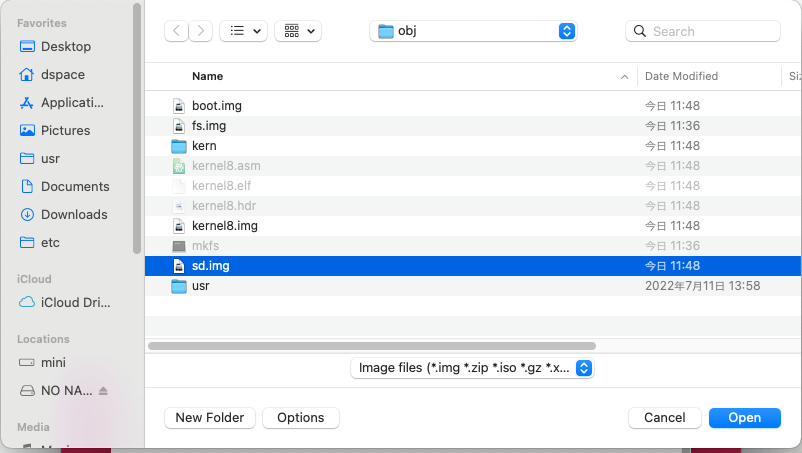 Favorites
Desktop
dspace
Applicati...
Pictures
usr
Documents
Downloads
etc
iCloud
iCloud Dri...
Locations
mini
NO NA...
Media
obj
Search
Name Date Modified
boot.img 今日 11:48
fs.img 今日 11:36
kern 今日 11:48
kernel8.asm 今日 11:48
kernel8.elf 今日 11:48
kernel8.hdr 今日 11:48
kernel8.img 今日 11:48
mkfs 今日 11:36
sd.img 今日 11:48
usr 2022年7月11日 13:58
Image files (*.img *.zip *.iso *.gz *.x...
New Folder Options Cancel Open